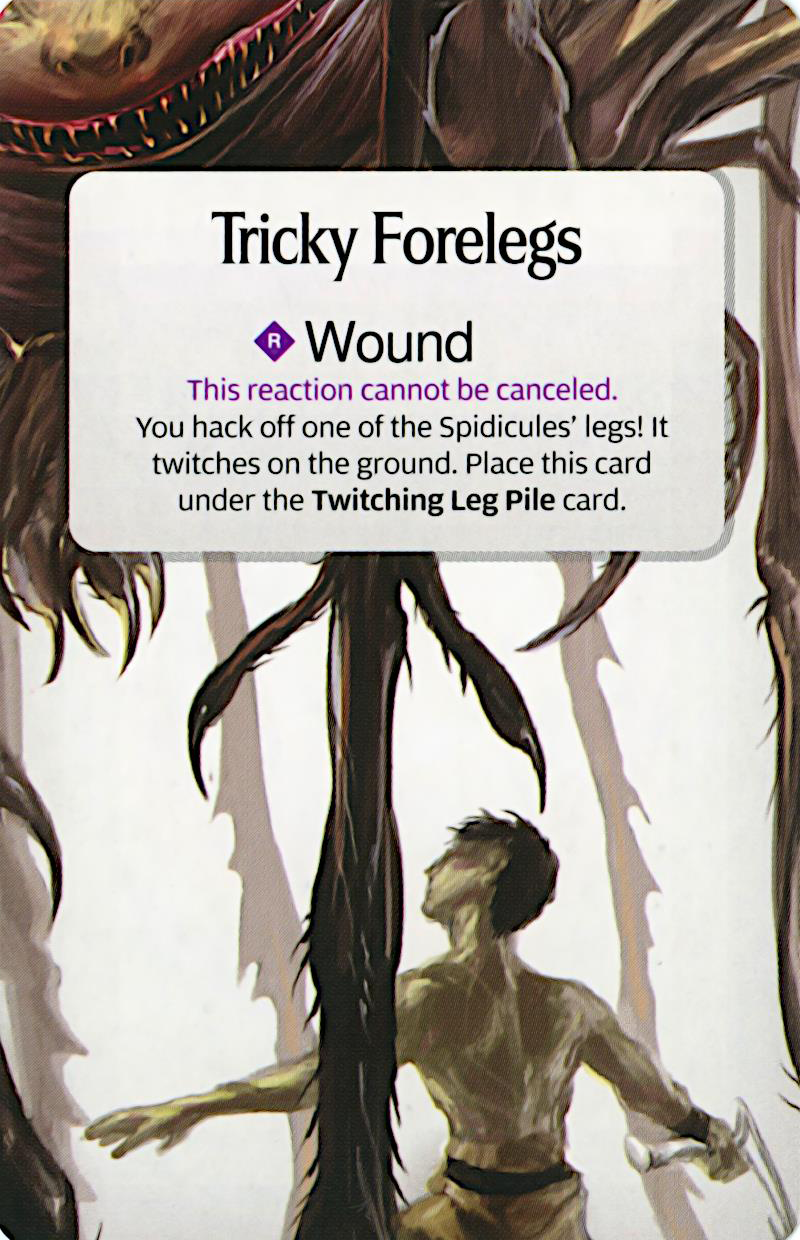 Tricky Forelegs
R Wound
This reaction cannot be canceled.
You hack off one of the Spidicules’ legs! It
twitches on the ground. Place this card
under the Twitching Leg Pile card.